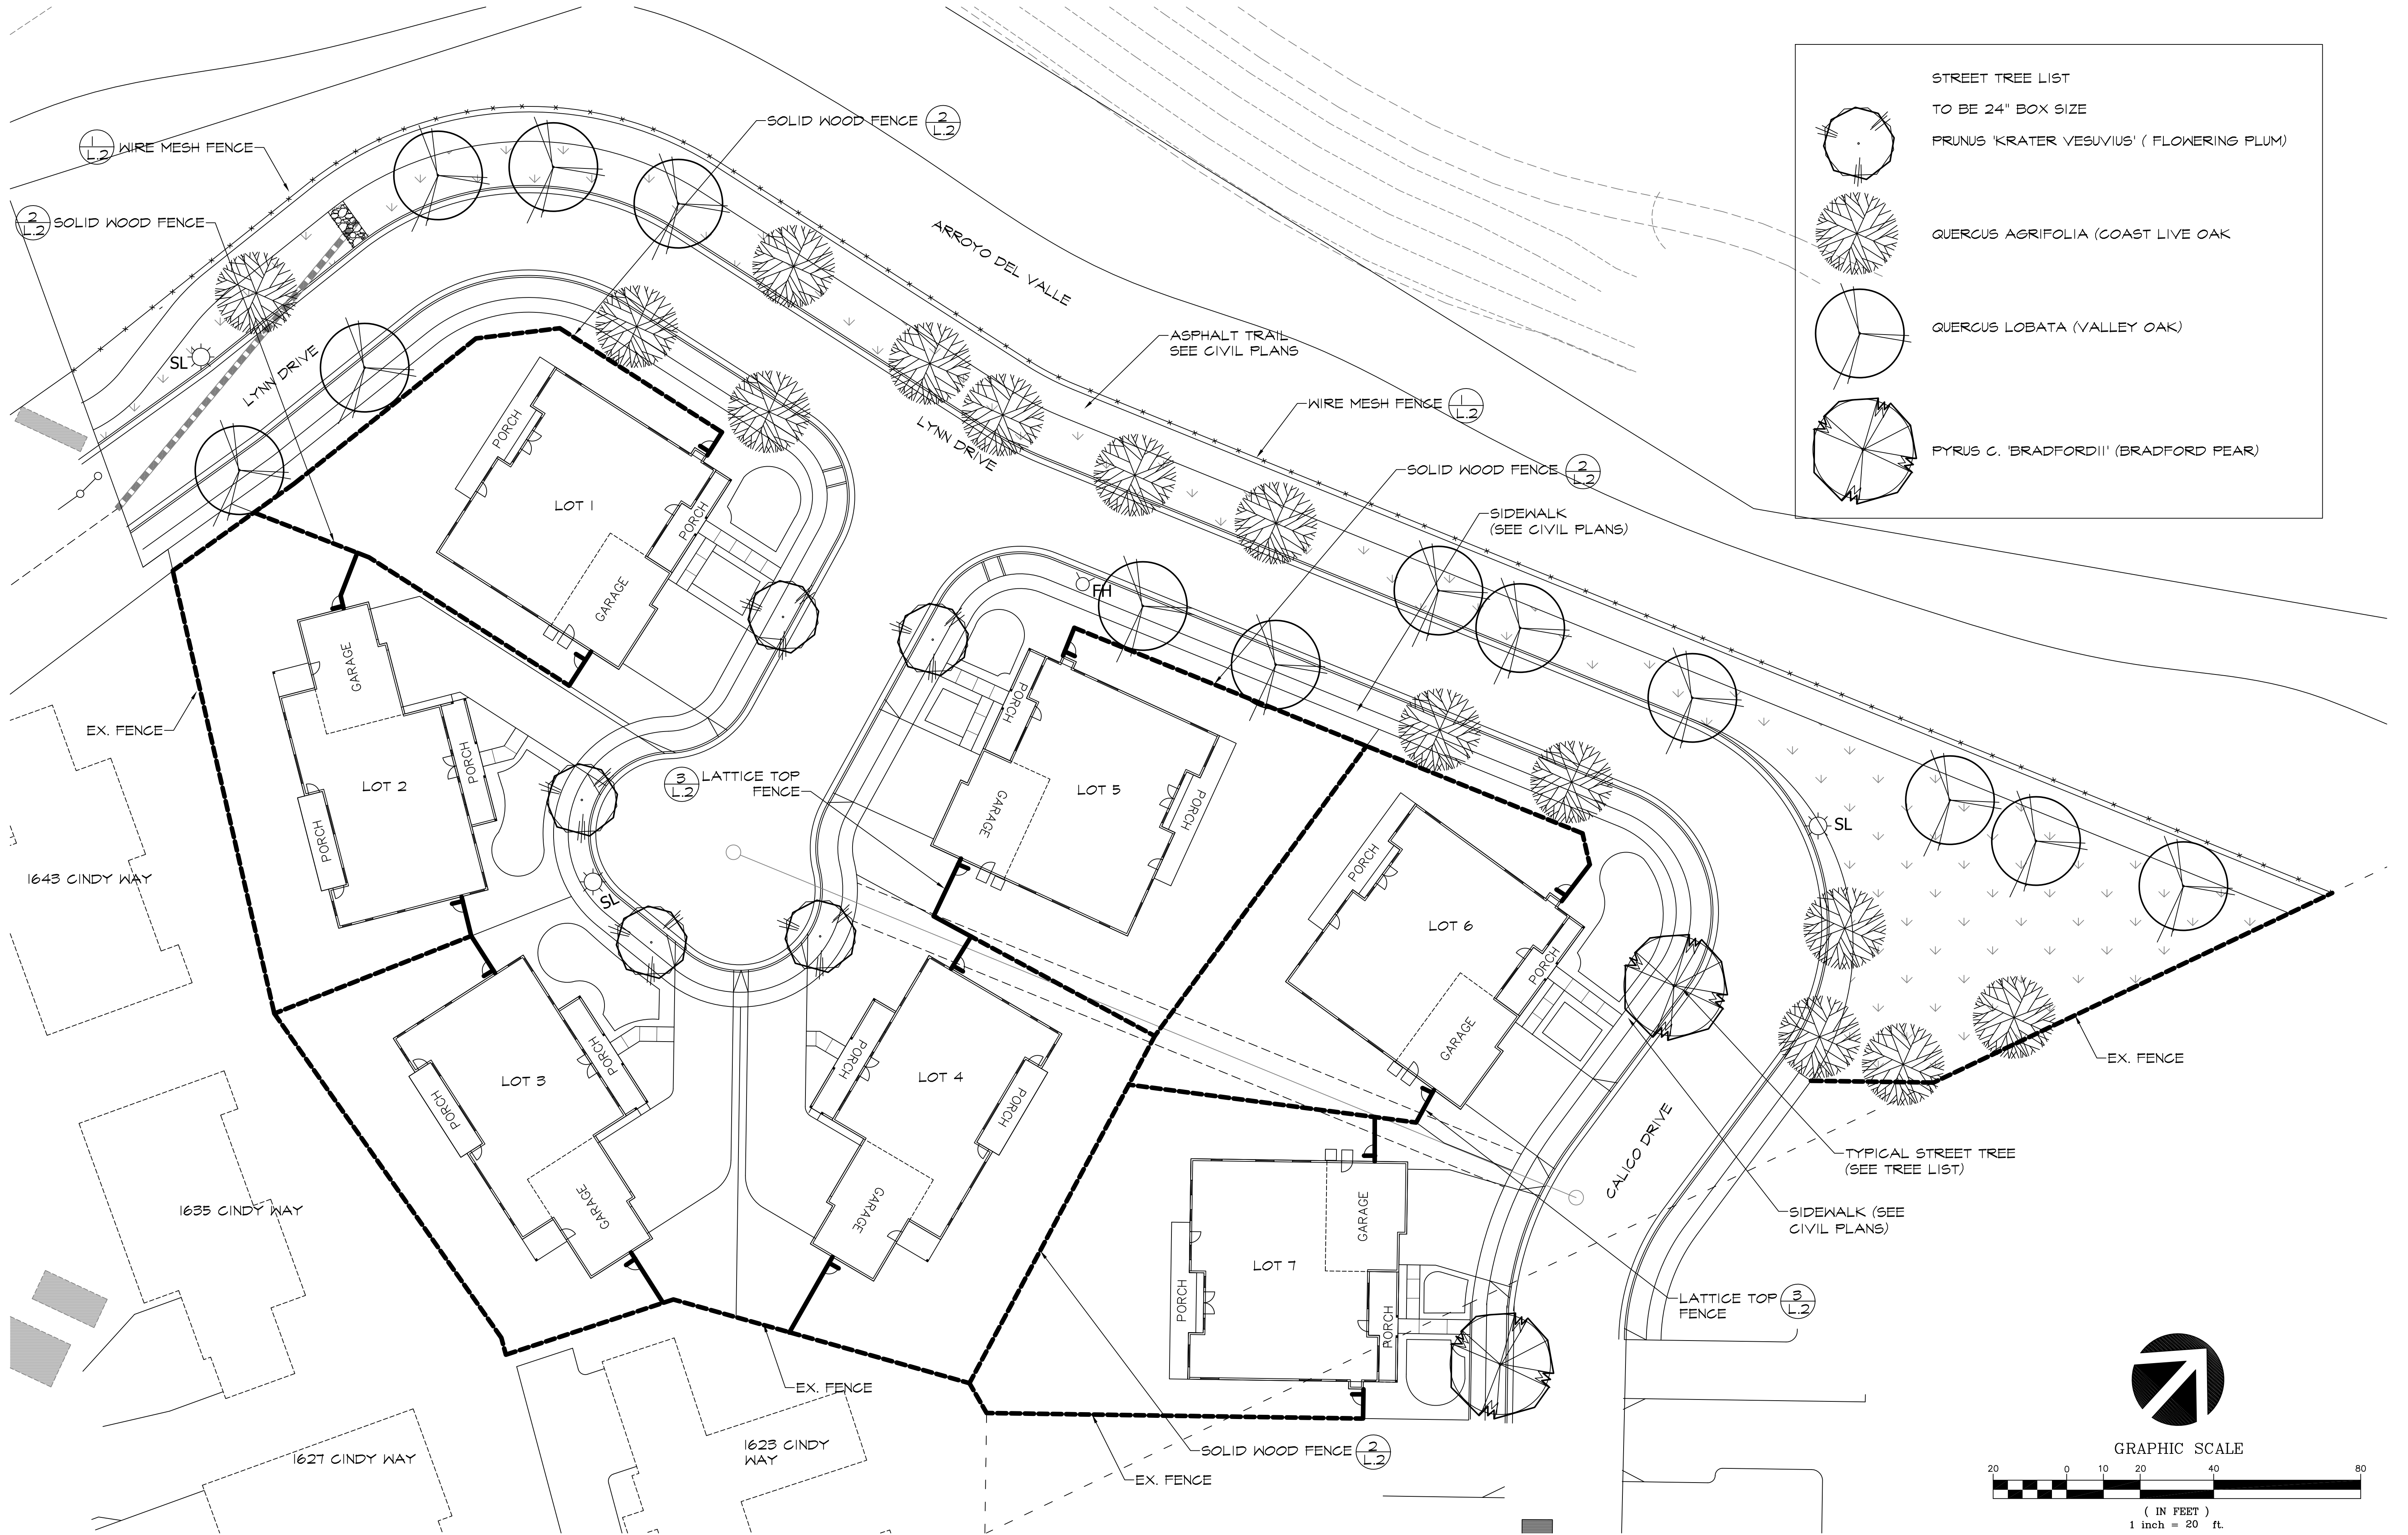 STREET TREE LIST
TO BE 24" BOX SIZE
PRUNUS 'KRATER VESUVIUS' ( FLOWERING PLUM)
QUERCUS AGRIFOLIA (COAST LIVE OAK
QUERCUS LOBATA (VALLEY OAK)
PYRUS C. 'BRADFORDII' (BRADFORD PEAR)
SOLID WOOD FENCE
2
L.2
1
L.2
WIRE MESH FENCE
2
L.2
SOLID WOOD FENCE
ARROYO DEL VALLE
ASPHALT TRAIL
SEE CIVIL PLANS
SL
LYNN DRIVE
LYNN DRIVE
WIRE MESH FENCE
1
L.2
SOLID WOOD FENCE
2
L.2
SIDEWALK
(SEE CIVIL PLANS)
PORCH
LOT 1
PORCH
GARAGE
FH
EX. FENCE
GARAGE
PORCH
LOT 2
PORCH
3
L.2
LATTICE TOP
FENCE
PORCH
LOT 5
GARAGE
PORCH
SL
1643 CINDY WAY
SL
PORCH
LOT 6
PORCH
GARAGE
PORCH
LOT 3
PORCH
GARAGE
PORCH
LOT 4
PORCH
GARAGE
EX. FENCE
CALICO DRIVE
TYPICAL STREET TREE
(SEE TREE LIST)
SIDEWALK (SEE
CIVIL PLANS)
1635 CINDY WAY
GARAGE
LOT 7
PORCH
PORCH
LATTICE TOP
FENCE
3
L.2
EX. FENCE
1627 CINDY WAY
1623 CINDY
WAY
SOLID WOOD FENCE
2
L.2
EX. FENCE
GRAPHIC SCALE
20 0 10 20 40 80
( IN FEET )
1 inch = 20 ft.